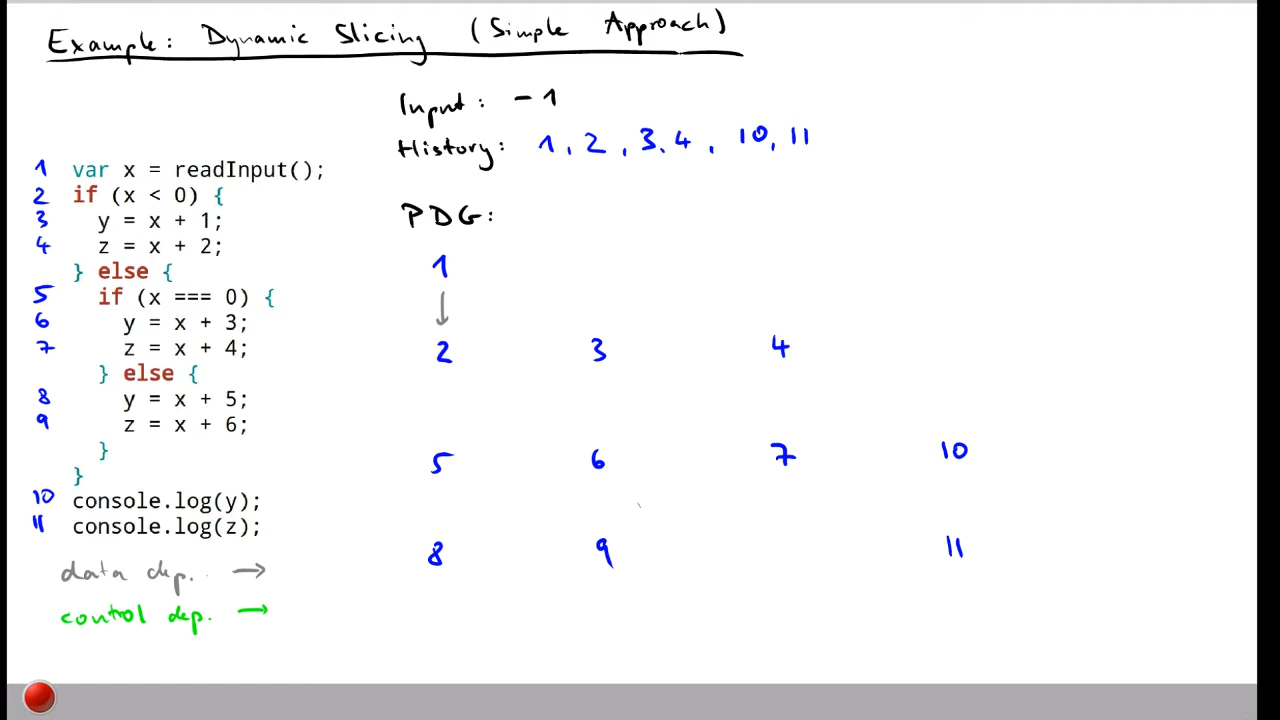 Example: Dynamic Slicing (Simple Approach)
Input: -1
History: 1, 2, 3, 4, 10, 11
1 var x = readInput();
2 if (x < 0) {
3 y = x + 1;
4 z = x + 2;
} else {
5 if (x === 0) {
6 y = x + 3;
7 z = x + 4;
} else {
8 y = x + 5;
9 z = x + 6;
}
}
10 console.log(y);
11 console.log(z);
data dep. →
control dep. →
PDG:
1
↓
2 3 4
5 6 7 10
8 9 11